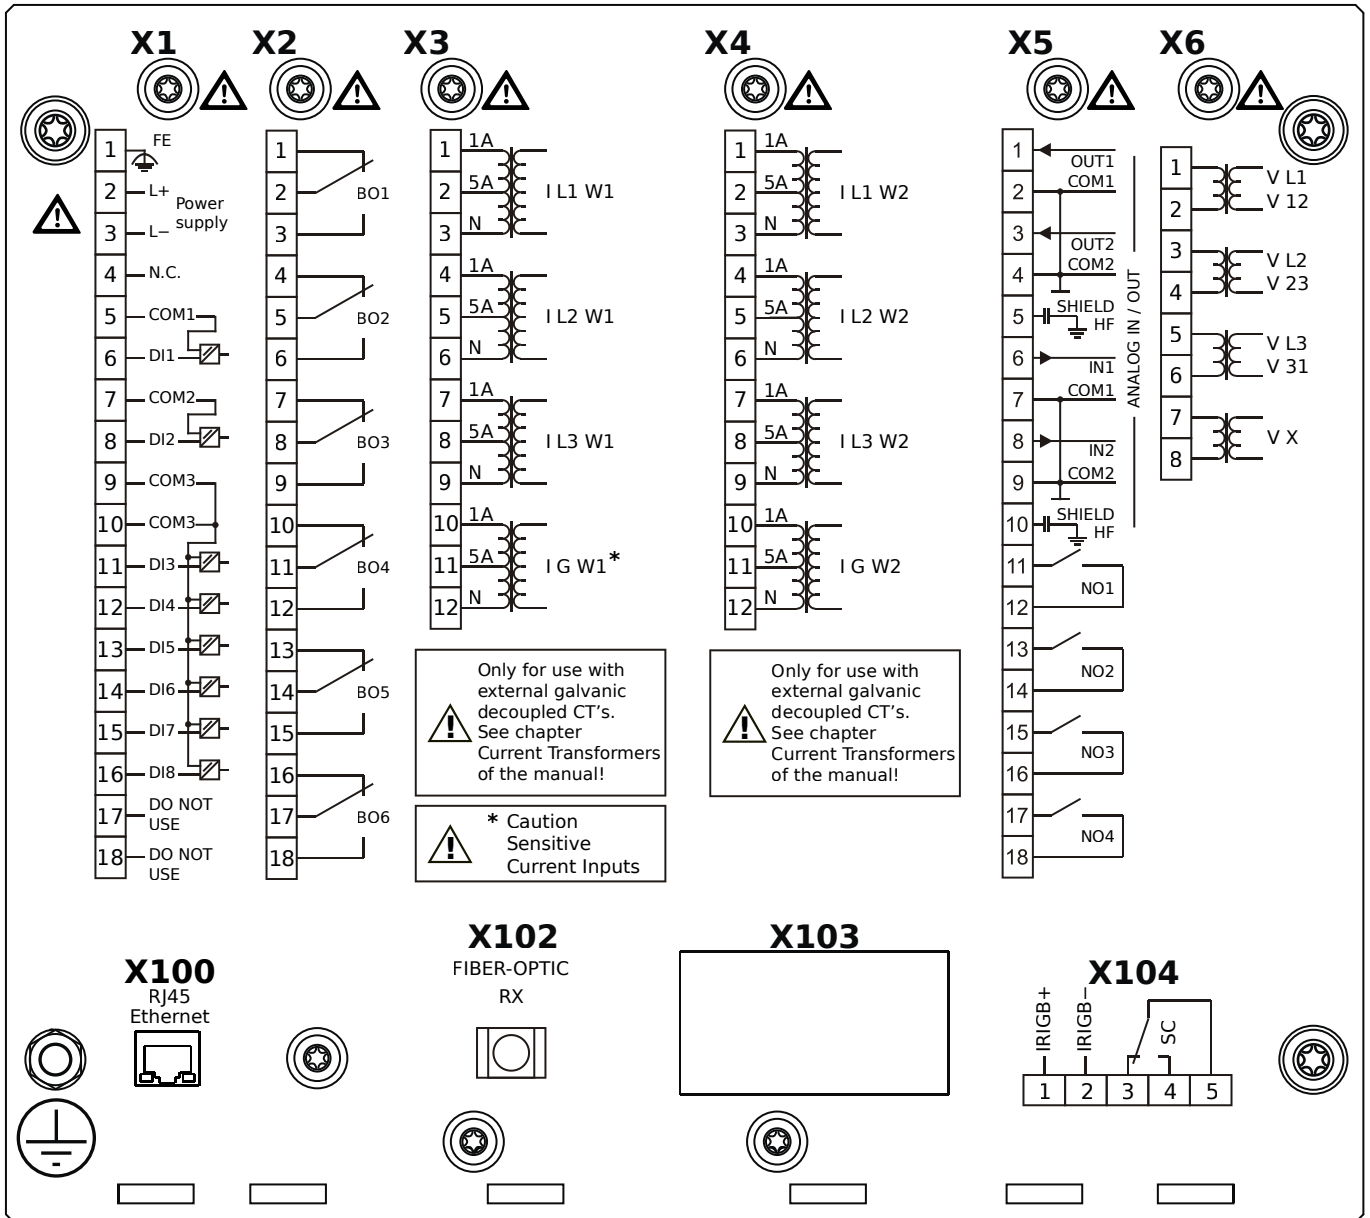 X1
X2
X3
X4
X5
X6
1
FE
2
L+
Power
supply
3
L−
4
N.C.
5
COM1
6
DI1
7
COM2
8
DI2
9
COM3
10
COM3
11
DI3
12
DI4
13
DI5
14
DI6
15
DI7
16
DI8
17
DO NOT
USE
18
DO NOT
USE
1
2
BO1
3
4
5
BO2
6
7
8
BO3
9
10
11
BO4
12
13
14
BO5
15
16
17
BO6
18
1
1A
2
5A
I L1 W1
3
N
4
1A
5
5A
I L2 W1
6
N
7
1A
8
5A
I L3 W1
9
N
10
1A
11
5A
I G W1*
12
N
Only for use with
external galvanic
decoupled CT's.
See chapter
Current Transformers
of the manual!
* Caution
Sensitive
Current Inputs
1
1A
2
5A
I L1 W2
3
N
4
1A
5
5A
I L2 W2
6
N
7
1A
8
5A
I L3 W2
9
N
10
1A
11
5A
I G W2
12
N
Only for use with
external galvanic
decoupled CT's.
See chapter
Current Transformers
of the manual!
1
OUT1
2
COM1
3
OUT2
4
COM2
5
SHIELD
HF
6
IN1
7
COM1
8
IN2
9
COM2
10
SHIELD
HF
ANALOG IN / OUT
11
NO1
12
13
NO2
14
15
NO3
16
17
NO4
18
1
V L1
2
V 12
3
V L2
4
V 23
5
V L3
6
V 31
7
V X
8
X100
RJ45
Ethernet
X102
FIBER-OPTIC
RX
X103
X104
IRIGB+
IRIGB−
SC
1
2
3
4
5